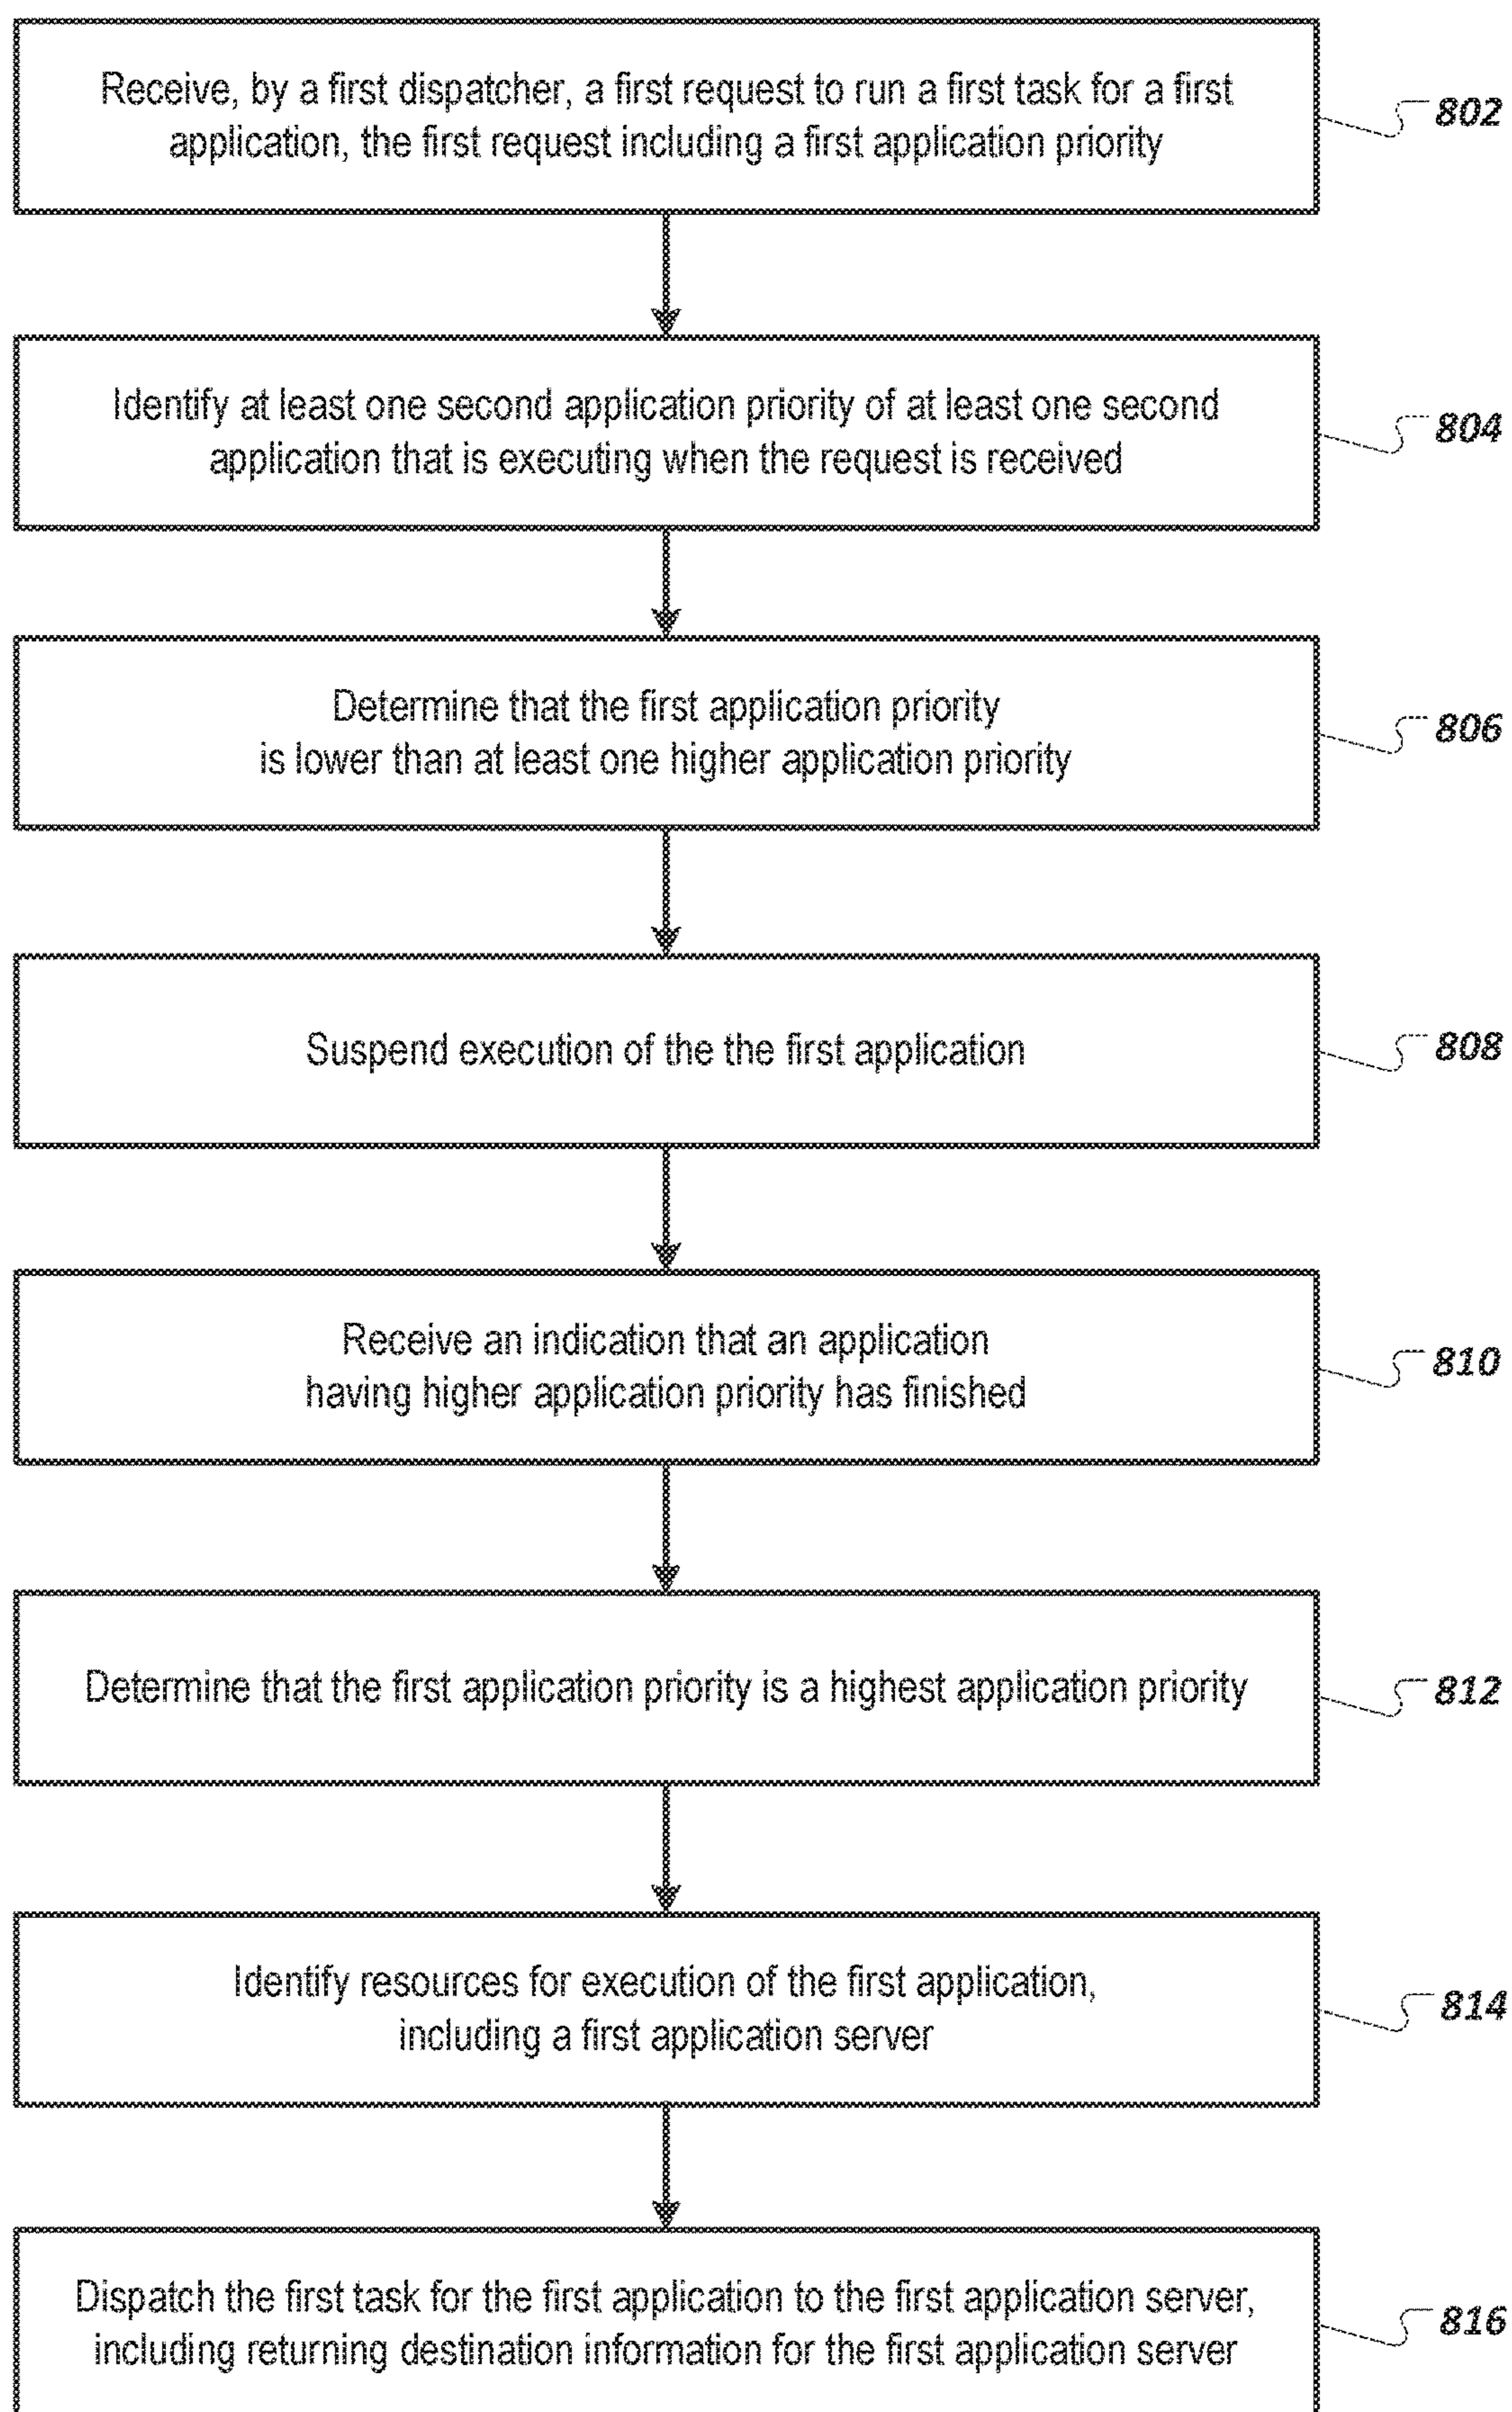 Receive, by a first dispatcher, a first request to run a first task for a first
application, the first request including a first application priority
802
Identify at least one second application priority of at least one second
application that is executing when the request is received
804
Determine that the first application priority
is lower than at least one higher application priority
806
Suspend execution of the the first application
808
Receive an indication that an application
having higher application priority has finished
810
Determine that the first application priority is a highest application priority
812
Identify resources for execution of the first application,
including a first application server
814
Dispatch the first task for the first application to the first application server,
including returning destination information for the first application server
816